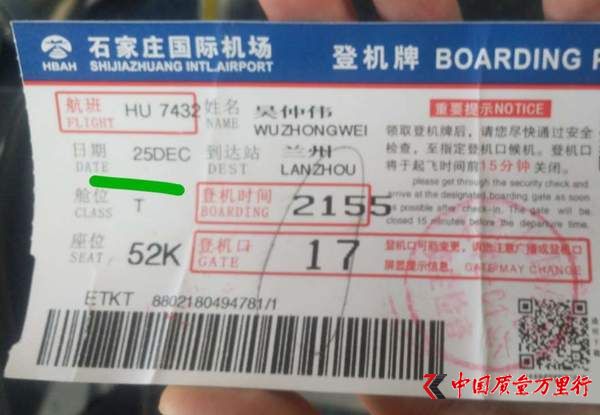 石家庄国际机场
HBAH SHIJIAZHUANG INTL.AIRPORT
登机牌 BOARDING
航班 FLIGHT HU 7432
姓名 NAME 吴仲伟
WUZHONGWEI
日期 DATE 25DEC
到达站 DEST 兰州
LANZHOU
舱位 CLASS T
登机时间 BOARDING 2155
座位 SEAT 52K
登机口 GATE 17
ETKT 8802180494781/1
重要提示NOTICE
领取登机牌后，请您尽快通过安全
检查，至指定登机口候机。登机口
将于起飞时间前15分钟关闭。
please get through the security check and
arrive at the designated boarding gate as soon
as possible after check-in. The gate will be
closed 15 minutes before the departure time.
登机口可能变更，请您注意广播或登机口
屏显提示信息。GATE MAY CHANGE
中国质量万里行